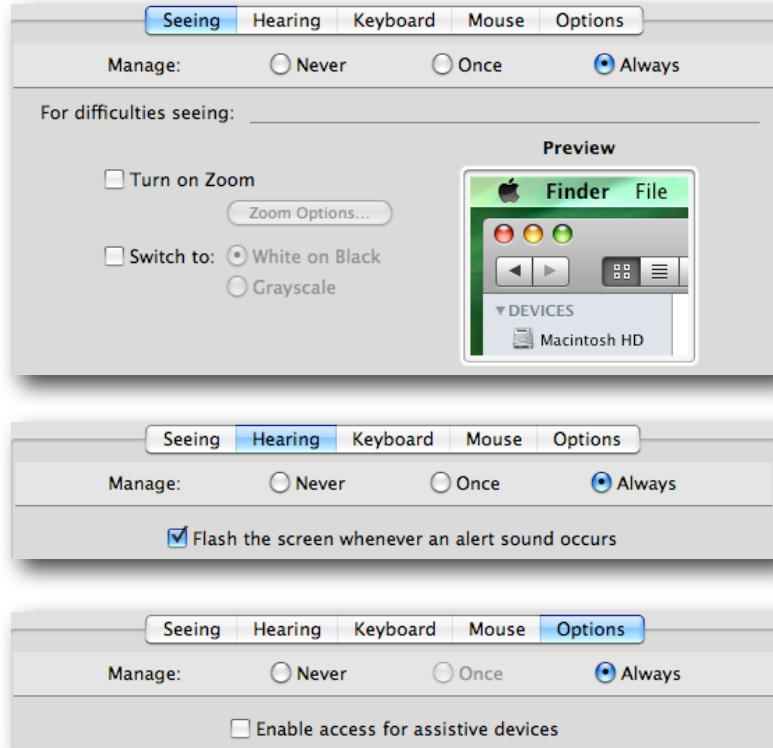 Seeing Hearing Keyboard Mouse Options
Manage: Never Once Always
For difficulties seeing:
Preview
Turn on Zoom
Zoom Options...
Switch to: White on Black
Grayscale
Finder File
DEVICES
Macintosh HD
Seeing Hearing Keyboard Mouse Options
Manage: Never Once Always
Flash the screen whenever an alert sound occurs
Seeing Hearing Keyboard Mouse Options
Manage: Never Once Always
Enable access for assistive devices